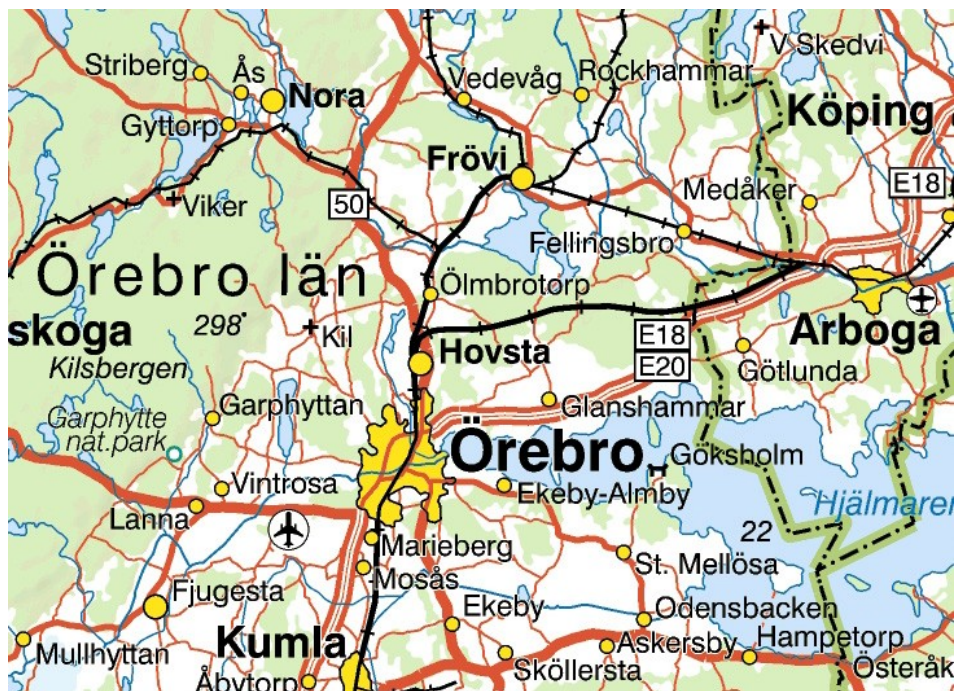 V Skedvi
Striberg
Ås
Nora
Vedevåg
Rockhammar
Köping
Gyttorp
Frövi
E18
Viker
50
Medåker
Fellingsbro
Örebro län
Ölmbrotorp
skoga
298
Kil
E18
Arboga
Kilsbergen
Hovsta
E20
Götlunda
Garphyttan
Glanshammar
Garphytte
nat.park
Örebro
Göksholm
Vintrosa
Ekeby-Almby
Hjälmaren
Lanna
22
Marieberg
St. Mellösa
Mosås
Fjugesta
Ekeby
Odensbacken
Kumla
Askersby
Hampetorp
Mullhyttan
Sköllersta
Österåk
Åbytorp